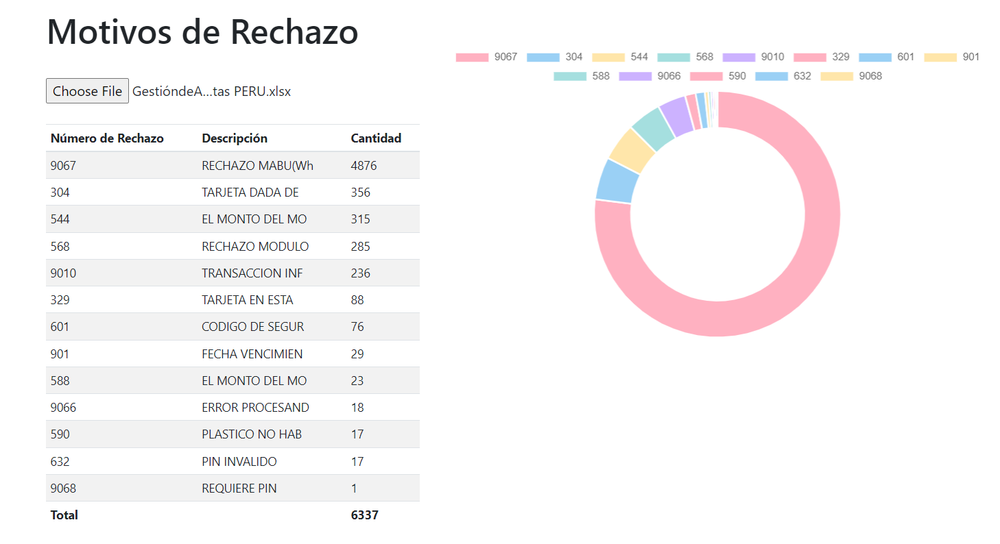 Motivos de Rechazo
Choose File GestióndeA...tas PERU.xlsx
Número de Rechazo Descripción Cantidad
9067 RECHAZO MABU(Wh 4876
304 TARJETA DADA DE 356
544 EL MONTO DEL MO 315
568 RECHAZO MODULO 285
9010 TRANSACCION INF 236
329 TARJETA EN ESTA 88
601 CODIGO DE SEGUR 76
901 FECHA VENCIMIEN 29
588 EL MONTO DEL MO 23
9066 ERROR PROCESAND 18
590 PLASTICO NO HAB 17
632 PIN INVALIDO 17
9068 REQUIERE PIN 1
Total 6337
9067 304 544 568 9010 329 601 901
588 9066 590 632 9068